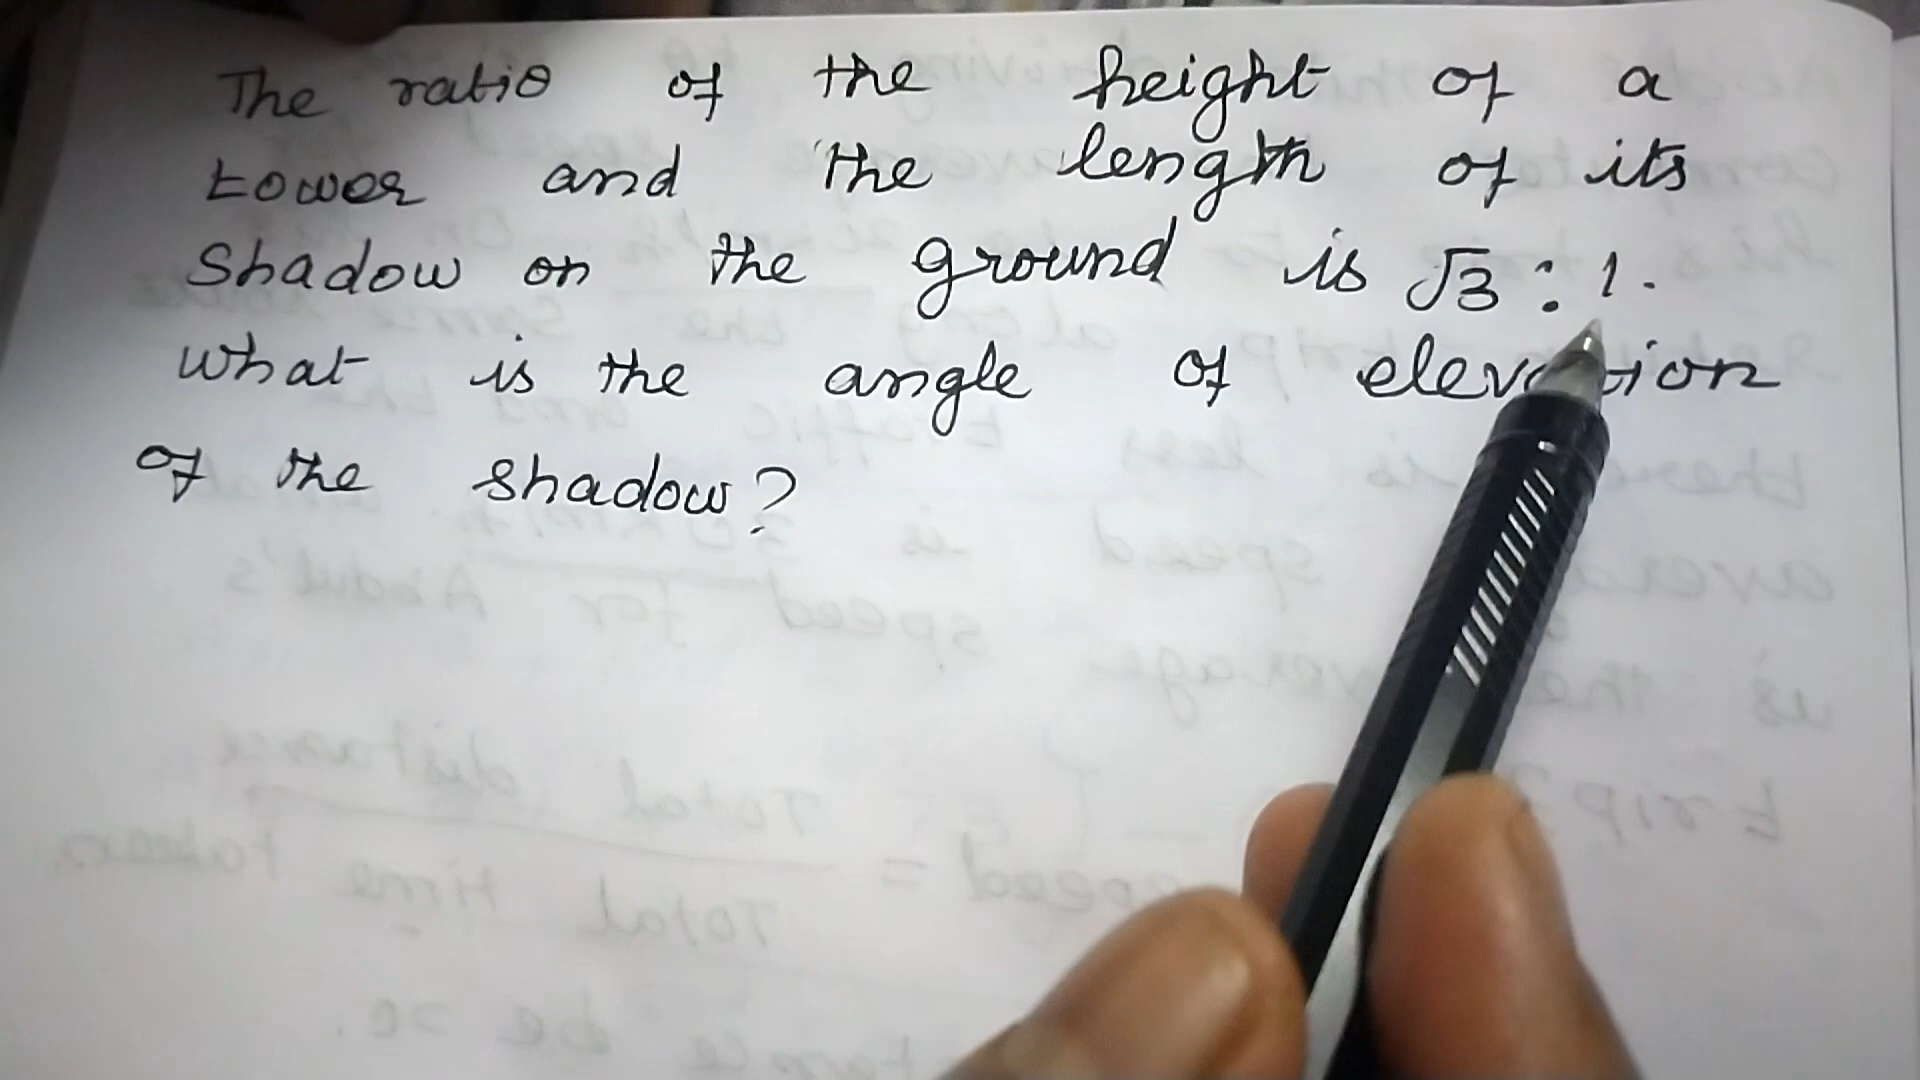 The ratio of the height of a
tower and the length of its
shadow on the ground is √3 : 1.
What is the angle of elevation
of the shadow?